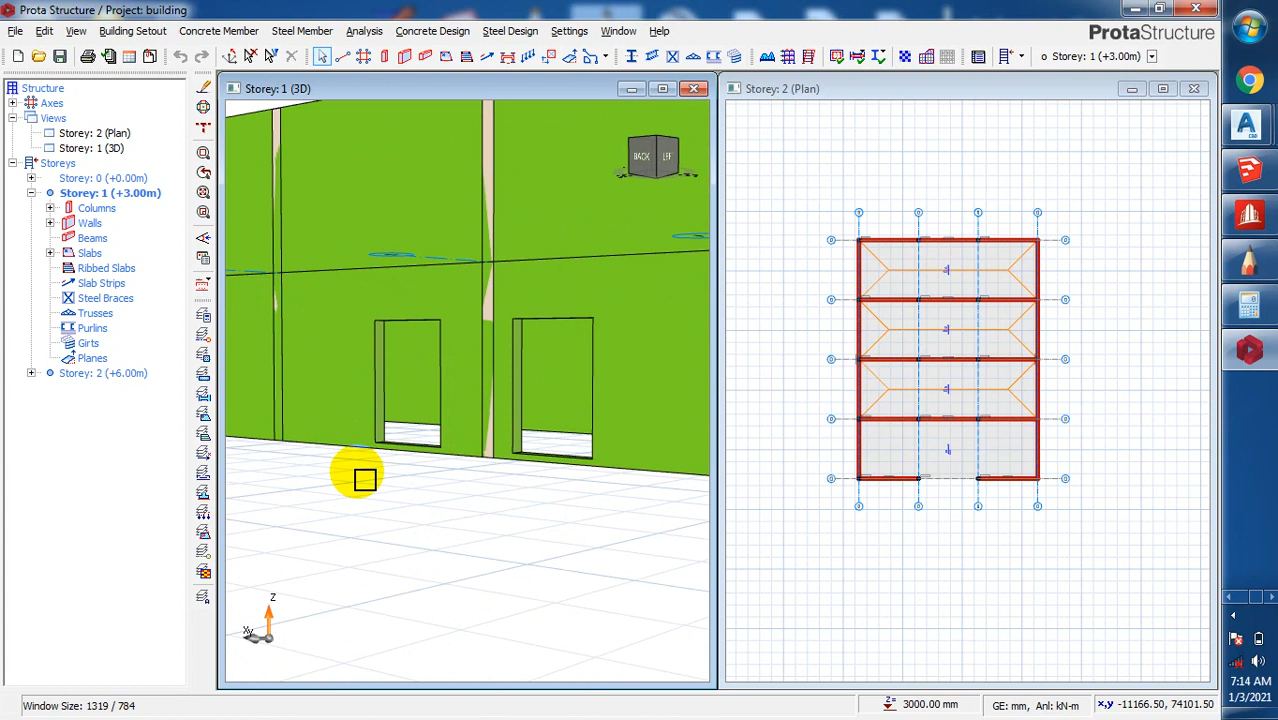 Prota Structure / Project: building
File Edit View Building Setout Concrete Member Steel Member Analysis Concrete Design Steel Design Settings Window Help
ProtaStructure
o Storey: 1 (+3.00m)
Structure
Axes
Views
Storey: 2 (Plan)
Storey: 1 (3D)
Storeys
Storey: 0 (+0.00m)
Storey: 1 (+3.00m)
Columns
Walls
Beams
Slabs
Ribbed Slabs
Slab Strips
Steel Braces
Trusses
Purlins
Girts
Planes
Storey: 2 (+6.00m)
Storey: 1 (3D)
BACK
Z
Storey: 2 (Plan)
Window Size: 1319 / 784
Z=
3000.00 mm
GE: mm, Anl: kN-m
x,y -11166.50, 74101.50
CAD
7:14 AM
1/3/2021